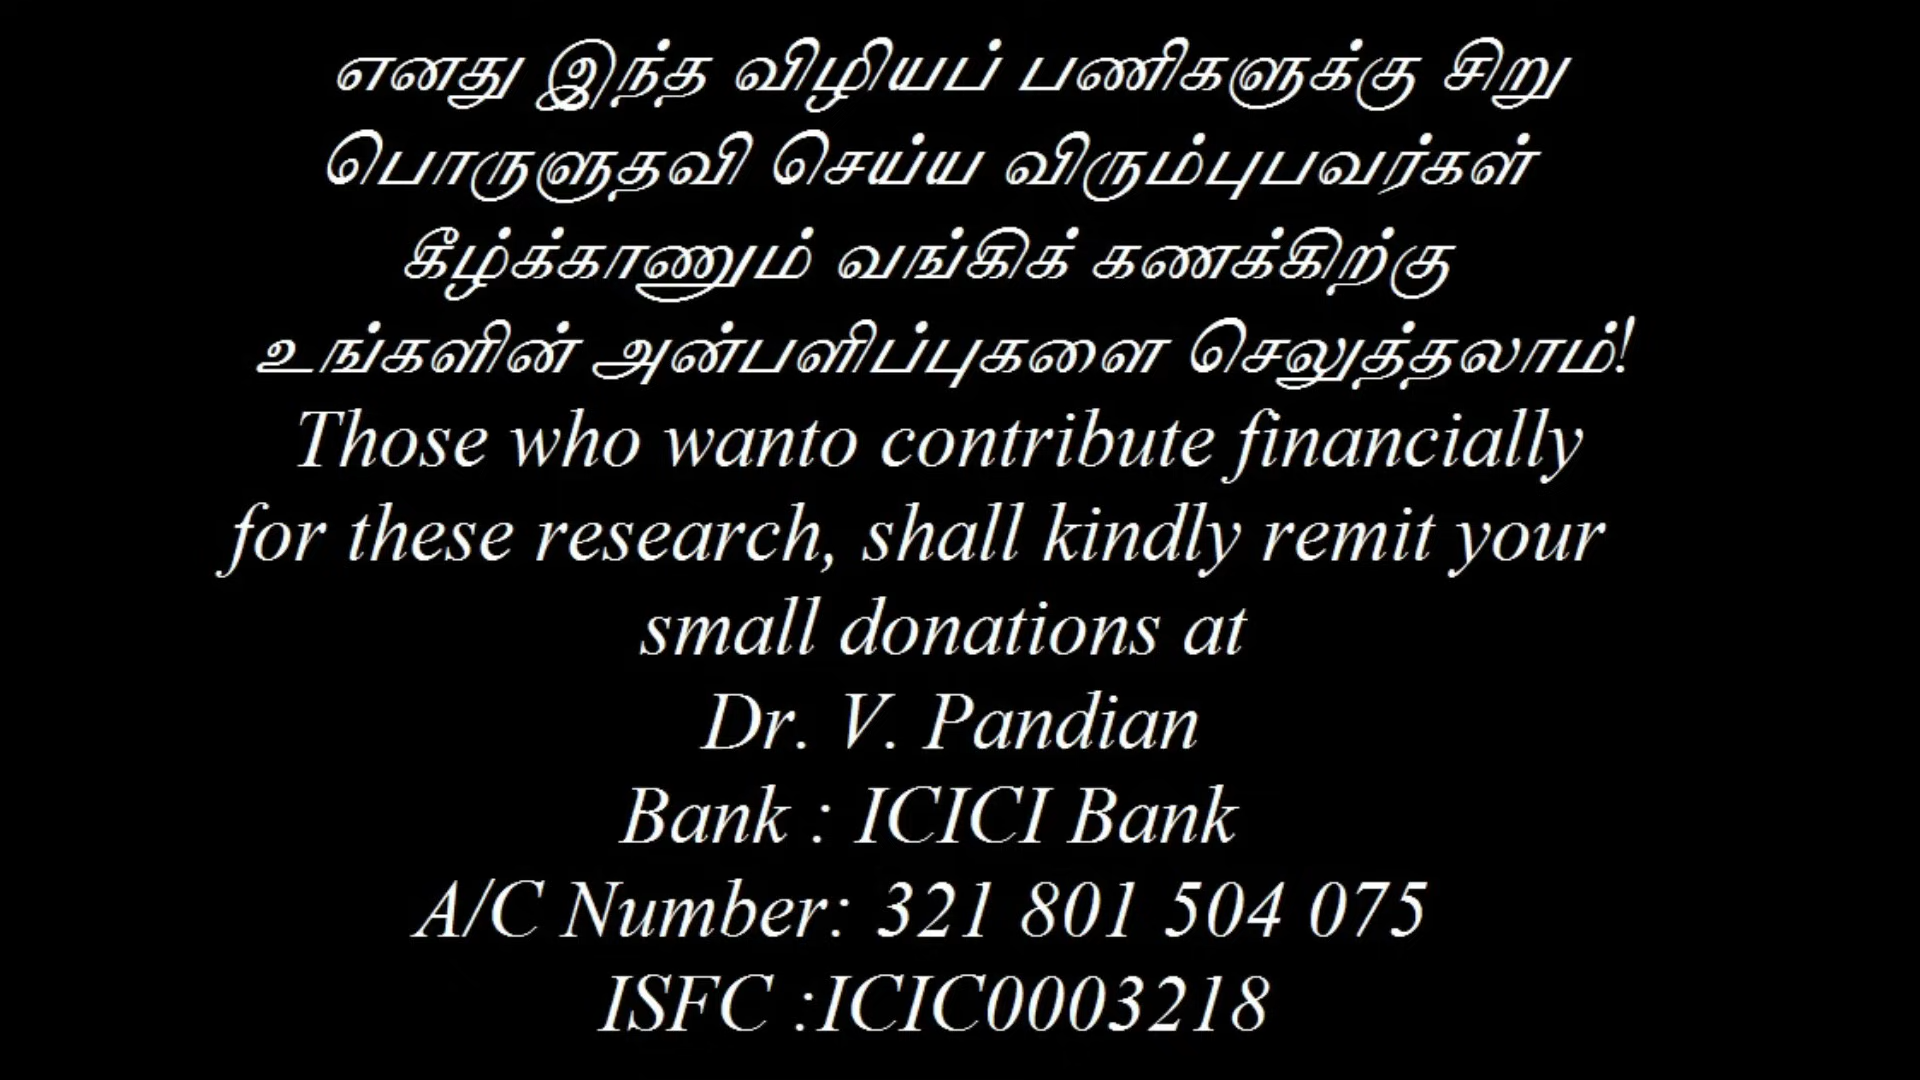 எனது இந்த விழியப் பணிகளுக்கு சிறு
பொருளுதவி செய்ய விரும்புபவர்கள்
கீழ்க்காணும் வங்கிக் கணக்கிற்கு
உங்களின் அன்பளிப்புகளை செலுத்தலாம்!
Those who wanto contribute financially
for these research, shall kindly remit your
small donations at
Dr. V. Pandian
Bank : ICICI Bank
A/C Number: 321 801 504 075
ISFC :ICIC0003218